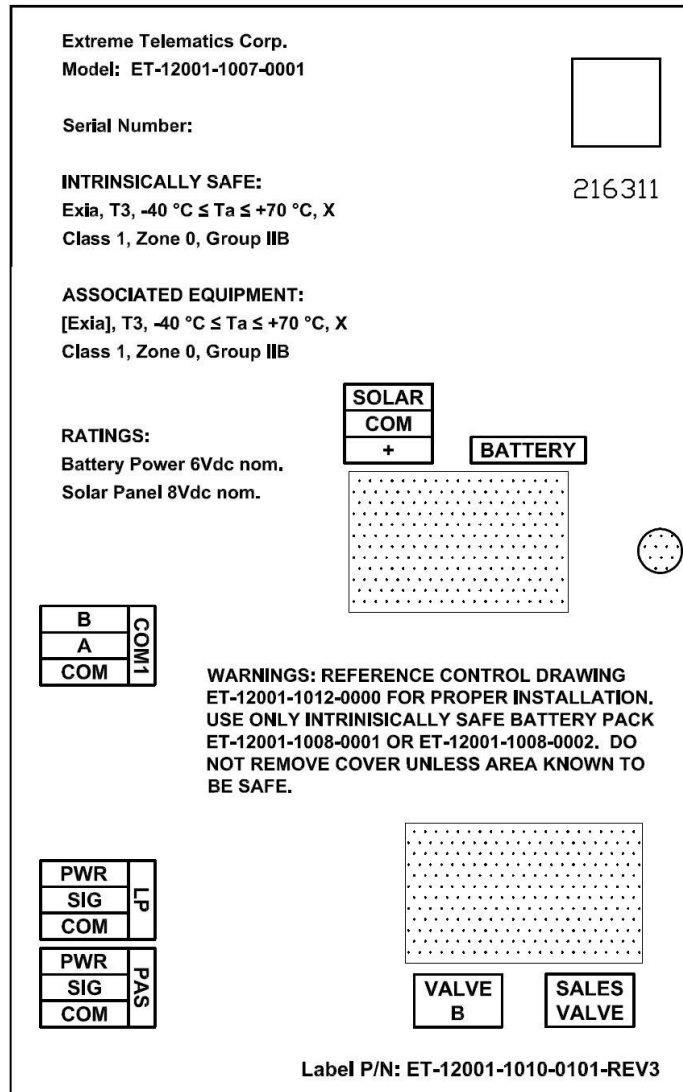 Extreme Telematics Corp.
Model: ET-12001-1007-0001
Serial Number:
216311
INTRINSICALLY SAFE:
Exia, T3, -40 °C ≤ Ta ≤ +70 °C, X
Class 1, Zone 0, Group IIB
ASSOCIATED EQUIPMENT:
[Exia], T3, -40 °C ≤ Ta ≤ +70 °C, X
Class 1, Zone 0, Group IIB
SOLAR
COM
+
BATTERY
RATINGS:
Battery Power 6Vdc nom.
Solar Panel 8Vdc nom.
B
A
COM
COM1
WARNINGS: REFERENCE CONTROL DRAWING
ET-12001-1012-0000 FOR PROPER INSTALLATION.
USE ONLY INTRINISICALLY SAFE BATTERY PACK
ET-12001-1008-0001 OR ET-12001-1008-0002. DO
NOT REMOVE COVER UNLESS AREA KNOWN TO
BE SAFE.
PWR
SIG
COM
LP
PWR
SIG
COM
PAS
VALVE
B
SALES
VALVE
Label P/N: ET-12001-1010-0101-REV3